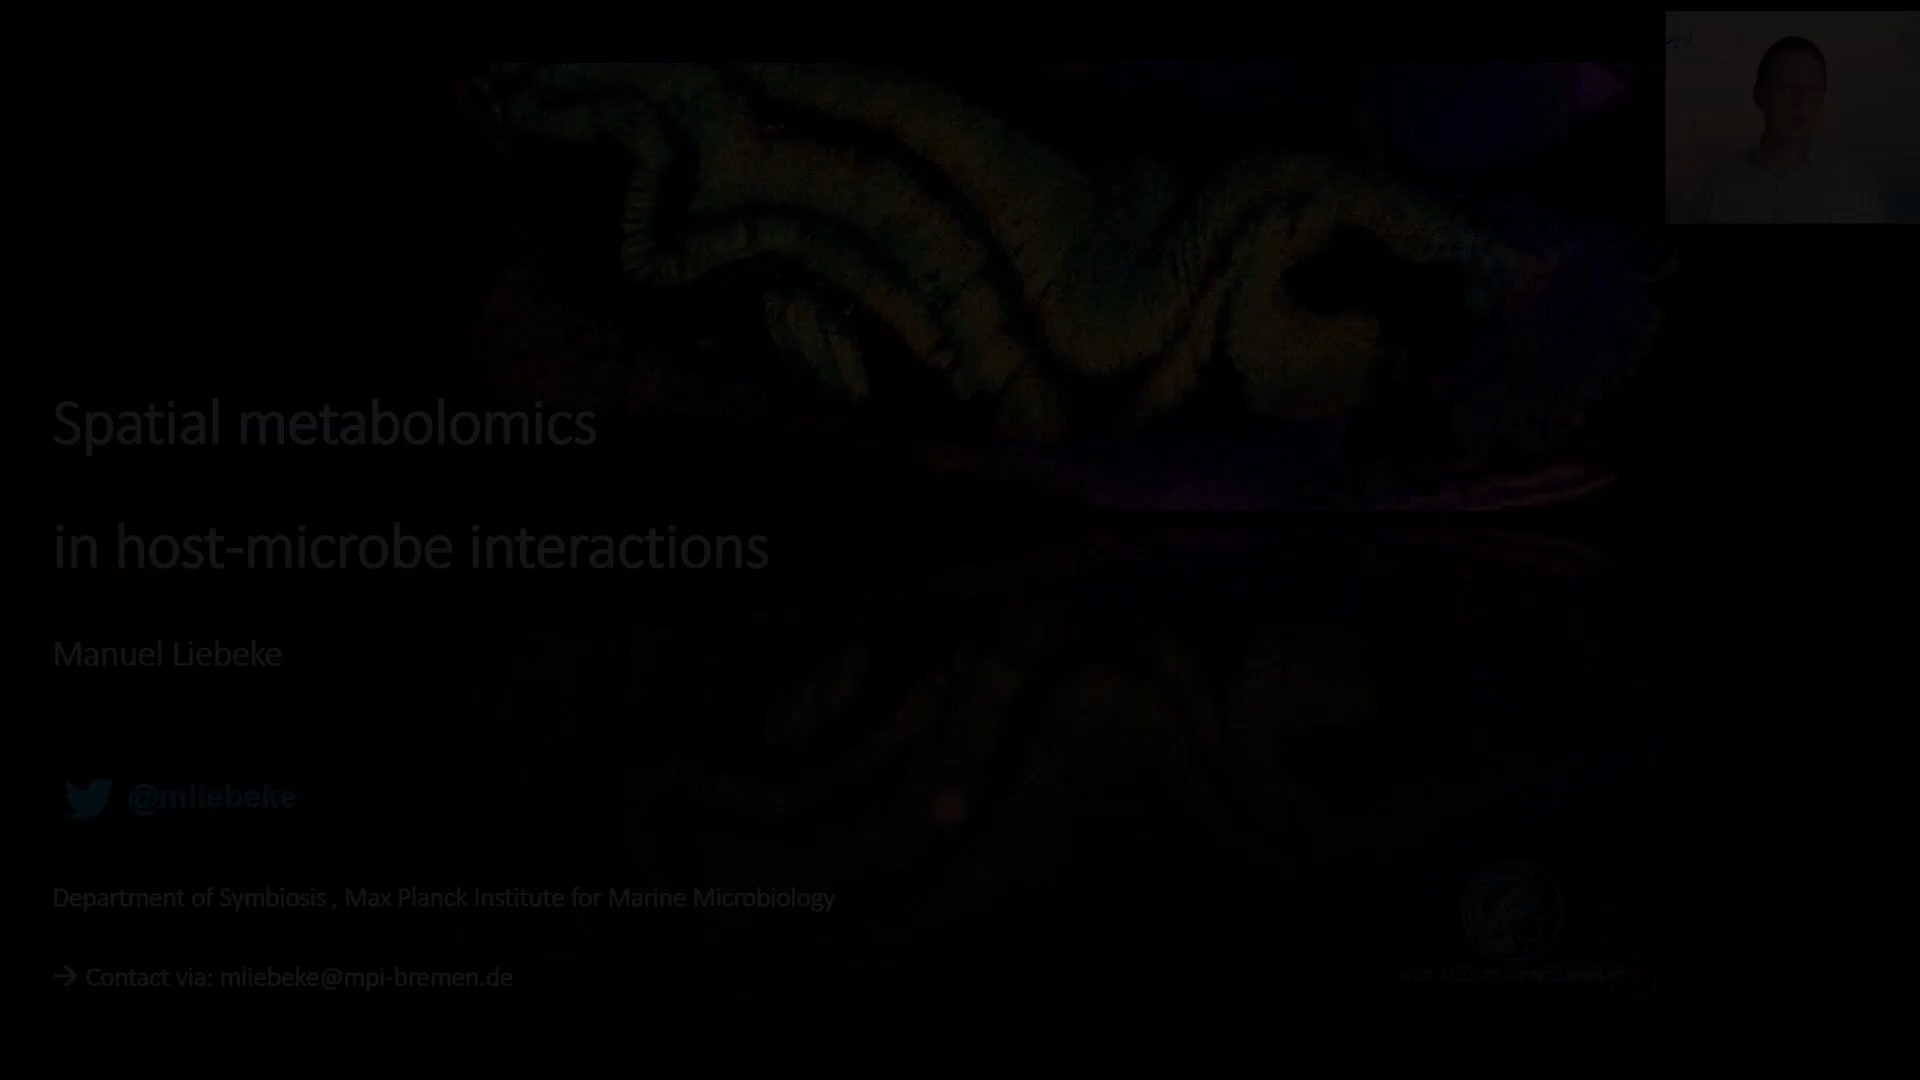 Spatial metabolomics
in host-microbe interactions
Manuel Liebeke
@mliebeke
Department of Symbiosis , Max Planck Institute for Marine Microbiology
→ Contact via: mliebeke@mpi-bremen.de